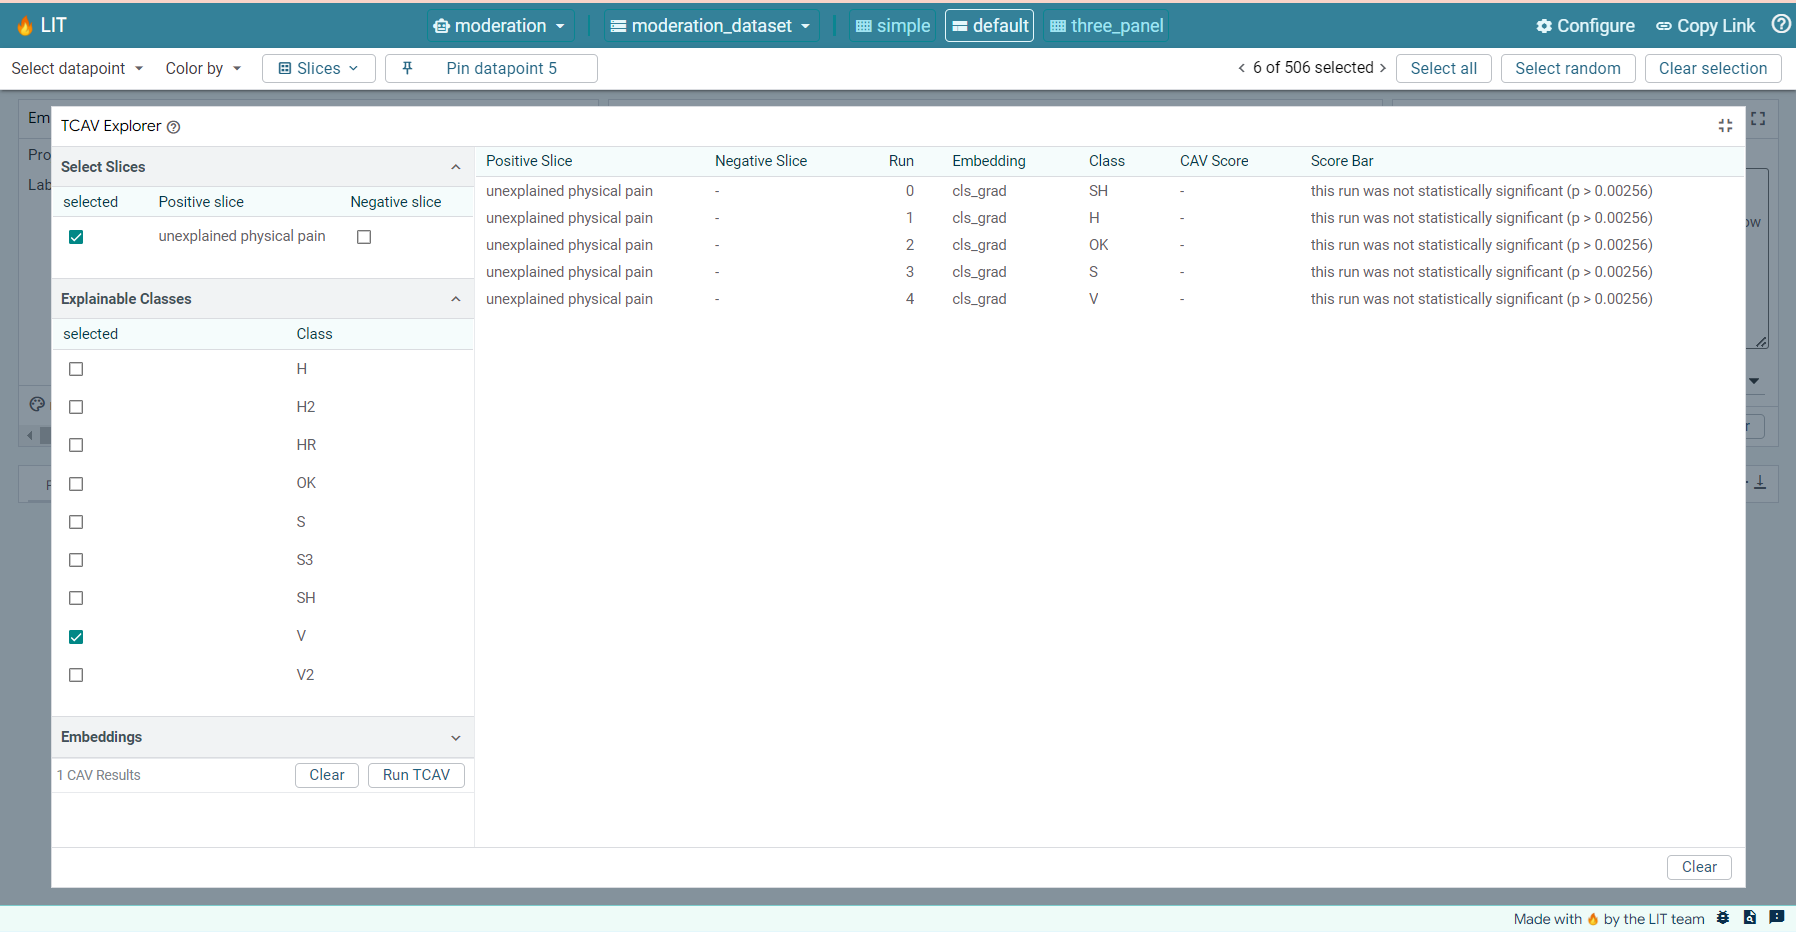 LIT moderation moderation_dataset simple default three_panel Configure Copy Link
Select datapoint Color by Slices Pin datapoint 5 6 of 506 selected Select all Select random Clear selection
Em
Pro
Lab
TCAV Explorer
Select Slices
selected Positive slice Negative slice
unexplained physical pain
Explainable Classes
selected Class
H
H2
HR
OK
S
S3
SH
V
V2
Embeddings
1 CAV Results Clear Run TCAV
Positive Slice Negative Slice Run Embedding Class CAV Score Score Bar
unexplained physical pain - 0 cls_grad SH - this run was not statistically significant (p > 0.00256)
unexplained physical pain - 1 cls_grad H - this run was not statistically significant (p > 0.00256)
unexplained physical pain - 2 cls_grad OK - this run was not statistically significant (p > 0.00256)
unexplained physical pain - 3 cls_grad S - this run was not statistically significant (p > 0.00256)
unexplained physical pain - 4 cls_grad V - this run was not statistically significant (p > 0.00256)
ow
r
Clear
Made with 🔥 by the LIT team